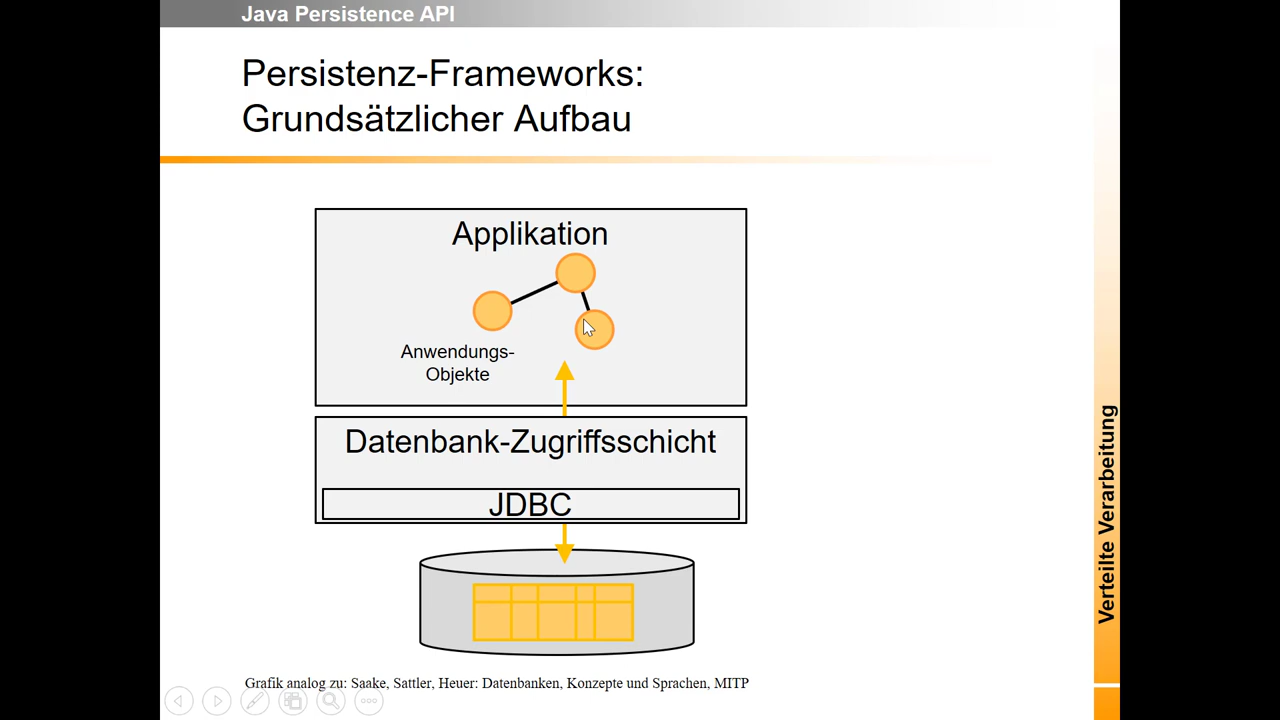 Java Persistence API
Persistenz-Frameworks:
Grundsätzlicher Aufbau
Applikation
Anwendungs-
Objekte
Datenbank-Zugriffsschicht
JDBC
Grafik analog zu: Saake, Sattler, Heuer: Datenbanken, Konzepte und Sprachen, MITP
Verteilte Verarbeitung